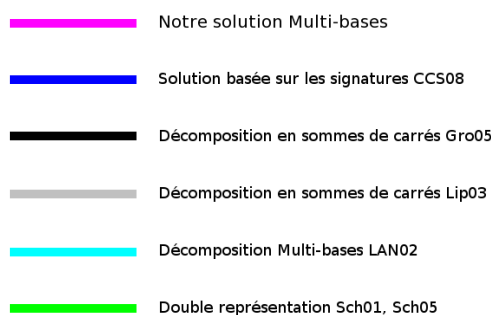 Notre solution Multi-bases
Solution basée sur les signatures CCS08
Décomposition en sommes de carrés Gro05
Décomposition en sommes de carrés Lip03
Décomposition Multi-bases LAN02
Double représentation Sch01, Sch05